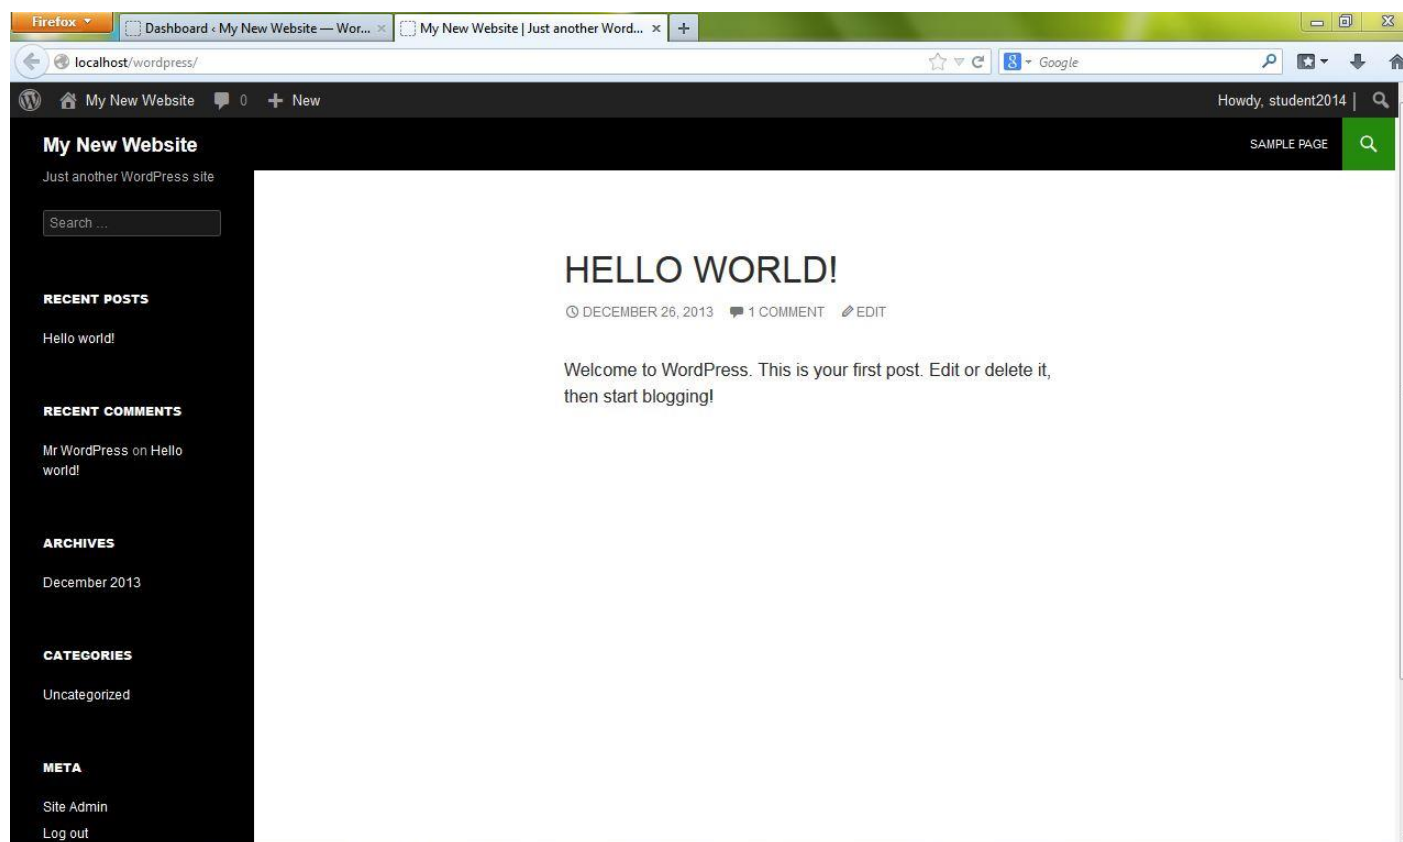 Firefox
Dashboard ‹ My New Website — Wor...
My New Website | Just another Word...
localhost/wordpress/
Google
My New Website 0 New
Howdy, student2014
My New Website
SAMPLE PAGE
Just another WordPress site
Search ...
HELLO WORLD!
DECEMBER 26, 2013 1 COMMENT EDIT
Welcome to WordPress. This is your first post. Edit or delete it,
then start blogging!
RECENT POSTS
Hello world!
RECENT COMMENTS
Mr WordPress on Hello
world!
ARCHIVES
December 2013
CATEGORIES
Uncategorized
META
Site Admin
Log out